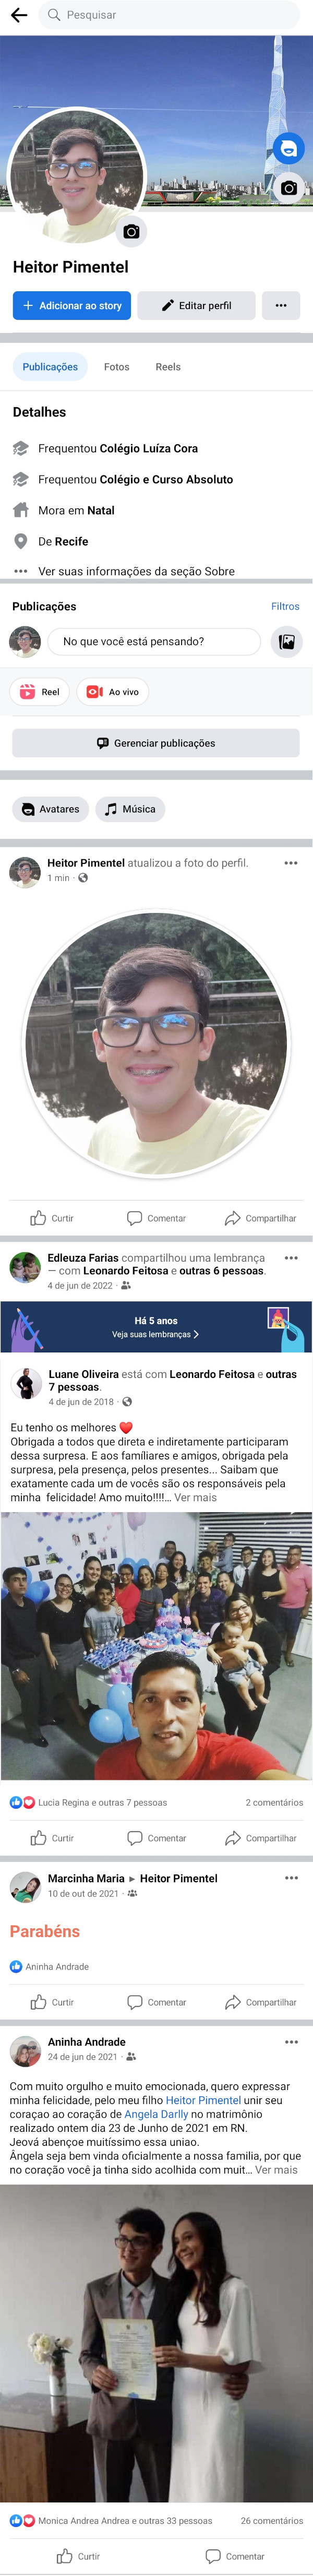 Pesquisar
Heitor Pimentel
+ Adicionar ao story
Editar perfil
Publicações Fotos Reels
Detalhes
Frequentou Colégio Luíza Cora
Frequentou Colégio e Curso Absoluto
Mora em Natal
De Recife
Ver suas informações da seção Sobre
Publicações Filtros
No que você está pensando?
Reel Ao vivo
Gerenciar publicações
Avatares Música
Heitor Pimentel atualizou a foto do perfil.
1 min ·
Curtir Comentar Compartilhar
Edleuza Farias compartilhou uma lembrança
— com Leonardo Feitosa e outras 6 pessoas.
4 de jun de 2022 ·
Há 5 anos
Veja suas lembranças
Luane Oliveira está com Leonardo Feitosa e outras
7 pessoas.
4 de jun de 2018 ·
Eu tenho os melhores ❤️
Obrigada a todos que direta e indiretamente participaram
dessa surpresa. E aos famíliares e amigos, obrigada pela
surpresa, pela presença, pelos presentes... Saibam que
exatamente cada um de vocês são os responsáveis pela
minha felicidade! Amo muito!!!!... Ver mais
Lucia Regina e outras 7 pessoas 2 comentários
Curtir Comentar Compartilhar
Marcinha Maria ▸ Heitor Pimentel
10 de out de 2021 ·
Parabéns
Aninha Andrade
Curtir Comentar Compartilhar
Aninha Andrade
24 de jun de 2021 ·
Com muito orgulho e muito emocionada, quero expressar
minha felicidade, pelo meu filho Heitor Pimentel unir seu
coraçao ao coração de Angela Darlly no matrimônio
realizado ontem dia 23 de Junho de 2021 em RN.
Jeová abençoe muitíssimo essa uniao.
Ângela seja bem vinda oficialmente a nossa familia, por que
no coração você ja tinha sido acolhida com muit... Ver mais
Monica Andrea Andrea e outras 33 pessoas 26 comentários
Curtir Comentar